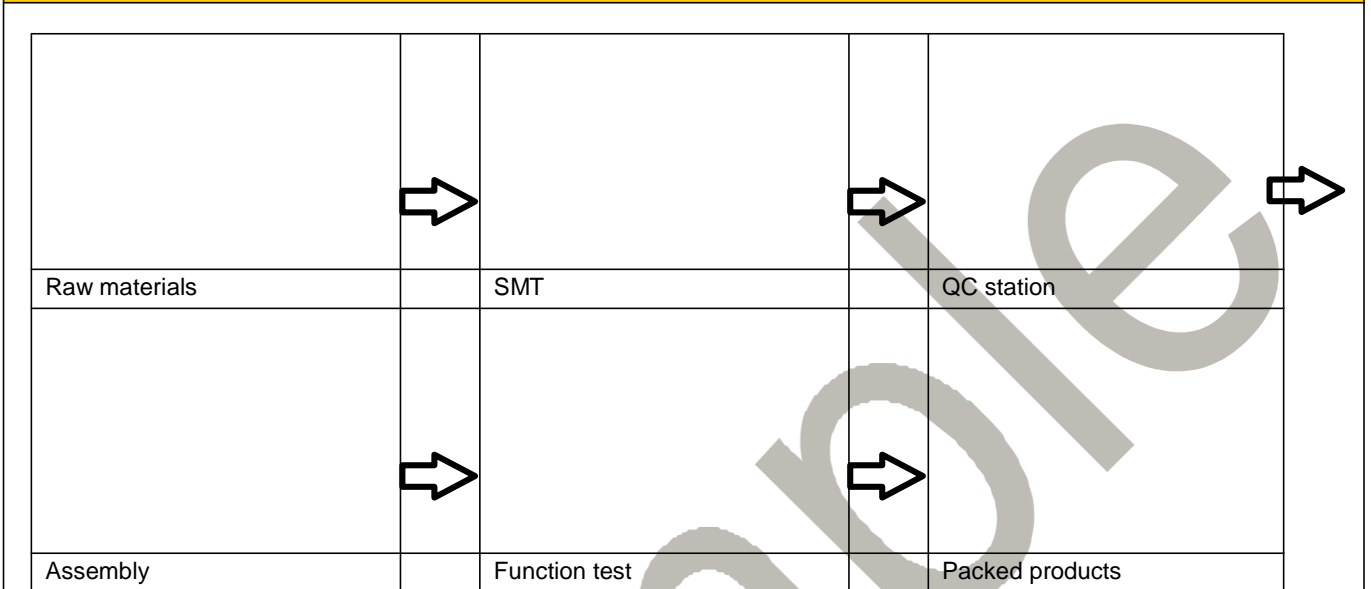 Raw materials
SMT
QC station
Assembly
Function test
Packed products